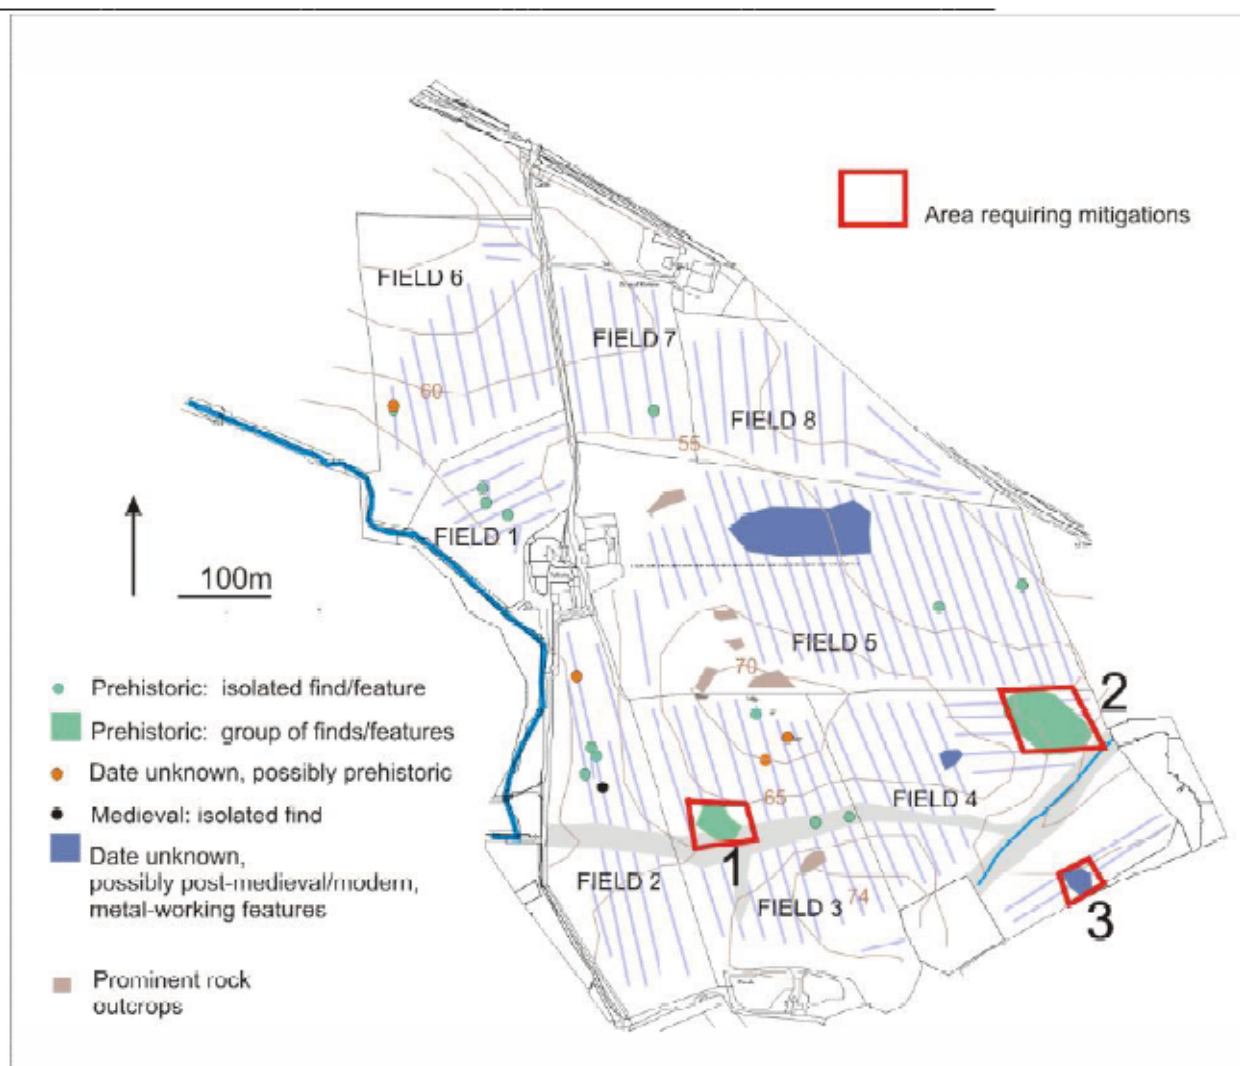 Area requiring mitigations
FIELD 6
FIELD 7
60
FIELD 8
55
FIELD 1
100m
FIELD 5
70
2
Prehistoric: isolated find/feature
Prehistoric: group of finds/features
Date unknown, possibly prehistoric
65
FIELD 4
Medieval: isolated find
1
Date unknown,
possibly post-medieval/modern,
metal-working features
FIELD 2
FIELD 3
74
3
Prominent rock
outcrops